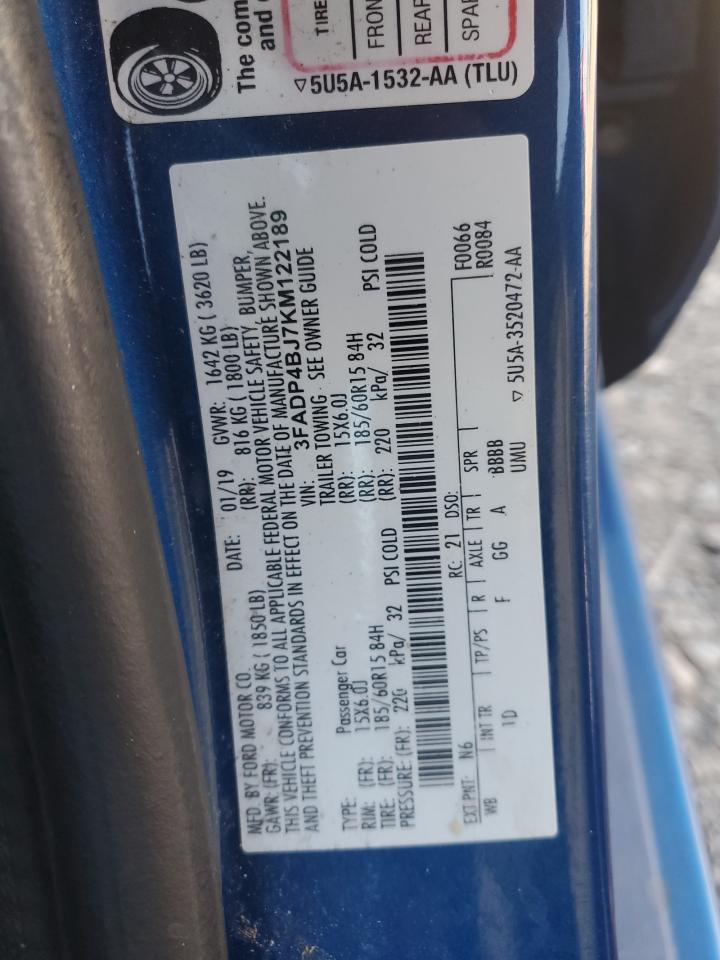 The com
and c
TIRE
FRON
REAR
SPAR
▽5U5A-1532-AA (TLU)
MFD. BY FORD MOTOR CO.
DATE: 01/19 GVWR: 1642 KG ( 3620 LB)
GAWR: (FR): 839 KG ( 1850 LB) (RR): 816 KG ( 1800 LB)
THIS VEHICLE CONFORMS TO ALL APPLICABLE FEDERAL MOTOR VEHICLE SAFETY, BUMPER,
AND THEFT PREVENTION STANDARDS IN EFFECT ON THE DATE OF MANUFACTURE SHOWN ABOVE.
VIN: 3FADP4BJ7KM122189
TYPE: Passenger Car TRAILER TOWING - SEE OWNER GUIDE
RIM: (FR): 15X6.0J (RR): 15X6.0J
TIRE: (FR): 185/60R15 84H (RR): 185/60R15 84H
PRESSURE: (FR): 220 kPa/ 32 PSI COLD (RR): 220 kPa/ 32 PSI COLD
EXT PNT: N6 RC: 21 DSO: F0066
WB INT TR TP/PS R AXLE TR SPR R0084
1D F GG A BBBB
UMU
▽ 5U5A-3520472-AA